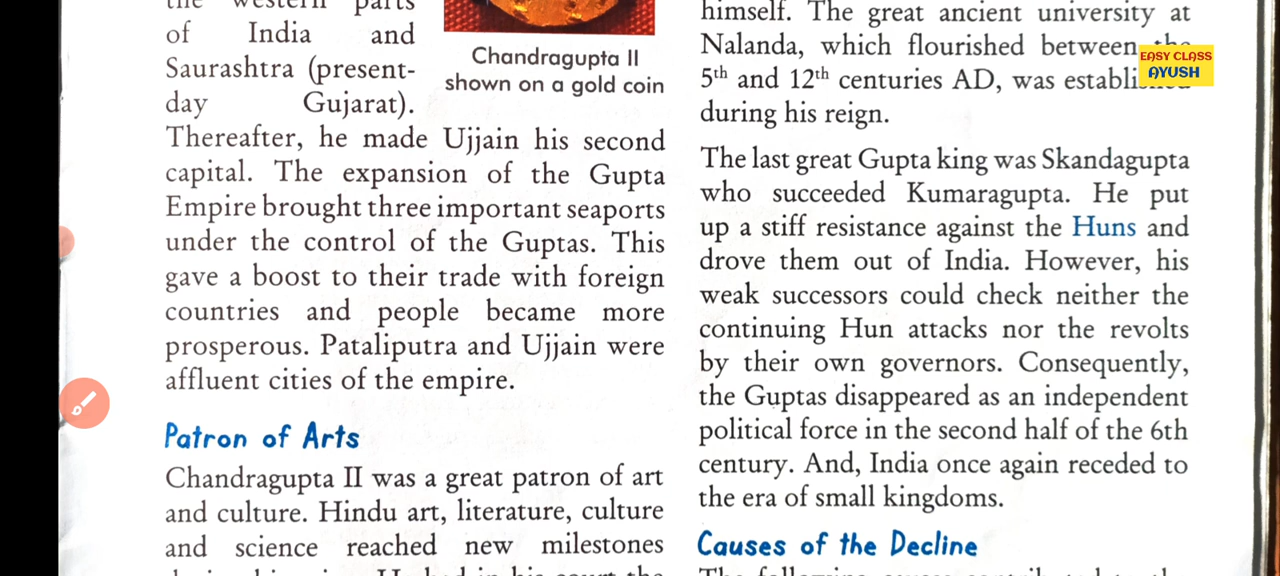 the western parts
of India and
Saurashtra (present-
day Gujarat).
Chandragupta II
shown on a gold coin
Thereafter, he made Ujjain his second
capital. The expansion of the Gupta
Empire brought three important seaports
under the control of the Guptas. This
gave a boost to their trade with foreign
countries and people became more
prosperous. Pataliputra and Ujjain were
affluent cities of the empire.
Patron of Arts
Chandragupta II was a great patron of art
and culture. Hindu art, literature, culture
and science reached new milestones
himself. The great ancient university at
Nalanda, which flourished between the
5th and 12th centuries AD, was established
during his reign.
The last great Gupta king was Skandagupta
who succeeded Kumaragupta. He put
up a stiff resistance against the Huns and
drove them out of India. However, his
weak successors could check neither the
continuing Hun attacks nor the revolts
by their own governors. Consequently,
the Guptas disappeared as an independent
political force in the second half of the 6th
century. And, India once again receded to
the era of small kingdoms.
Causes of the Decline
EASY CLASS
AYUSH